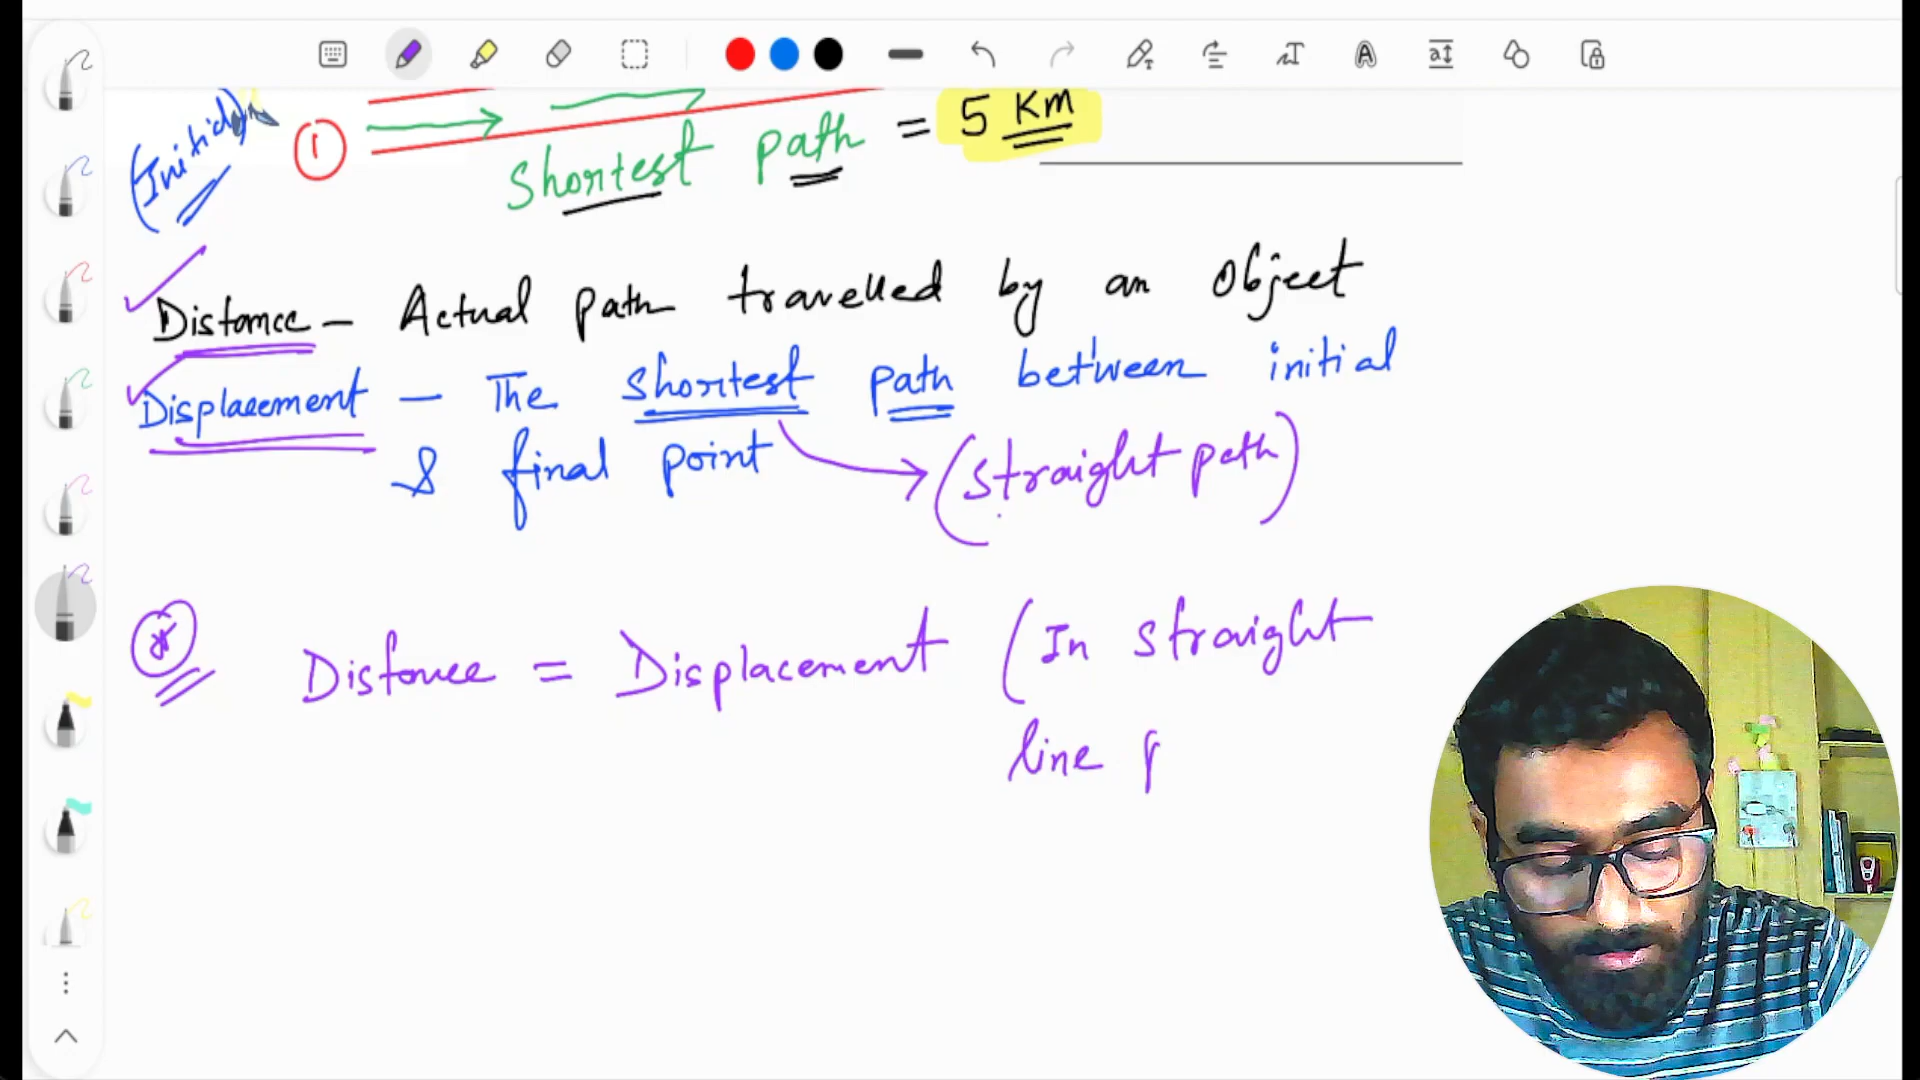 (Initial)
①
Shortest path = 5 Km
Distance – Actual path travelled by an Object
Displacement – The shortest path between initial
& final point
(straight path)
Distance = Displacement (In straight
line p